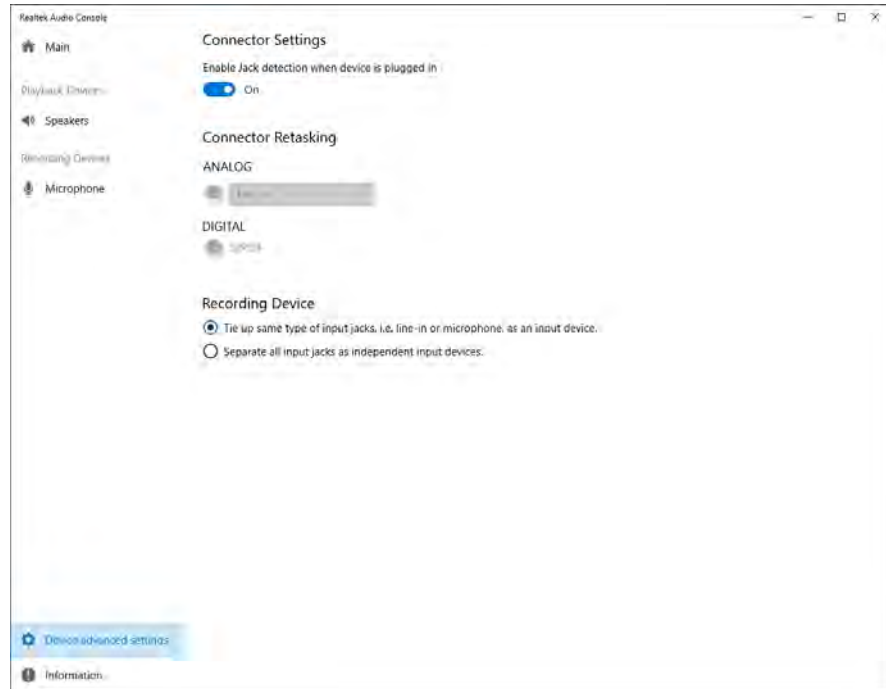 Realtek Audio Console
Main
Playback Devices
Speakers
Recording Devices
Microphone
Device advanced settings
Information
Connector Settings
Enable Jack detection when device is plugged in
On
Connector Retasking
ANALOG
DIGITAL
Recording Device
Tie up same type of input jacks, i.e. line-in or microphone, as an input device.
Separate all input jacks as independent input devices.